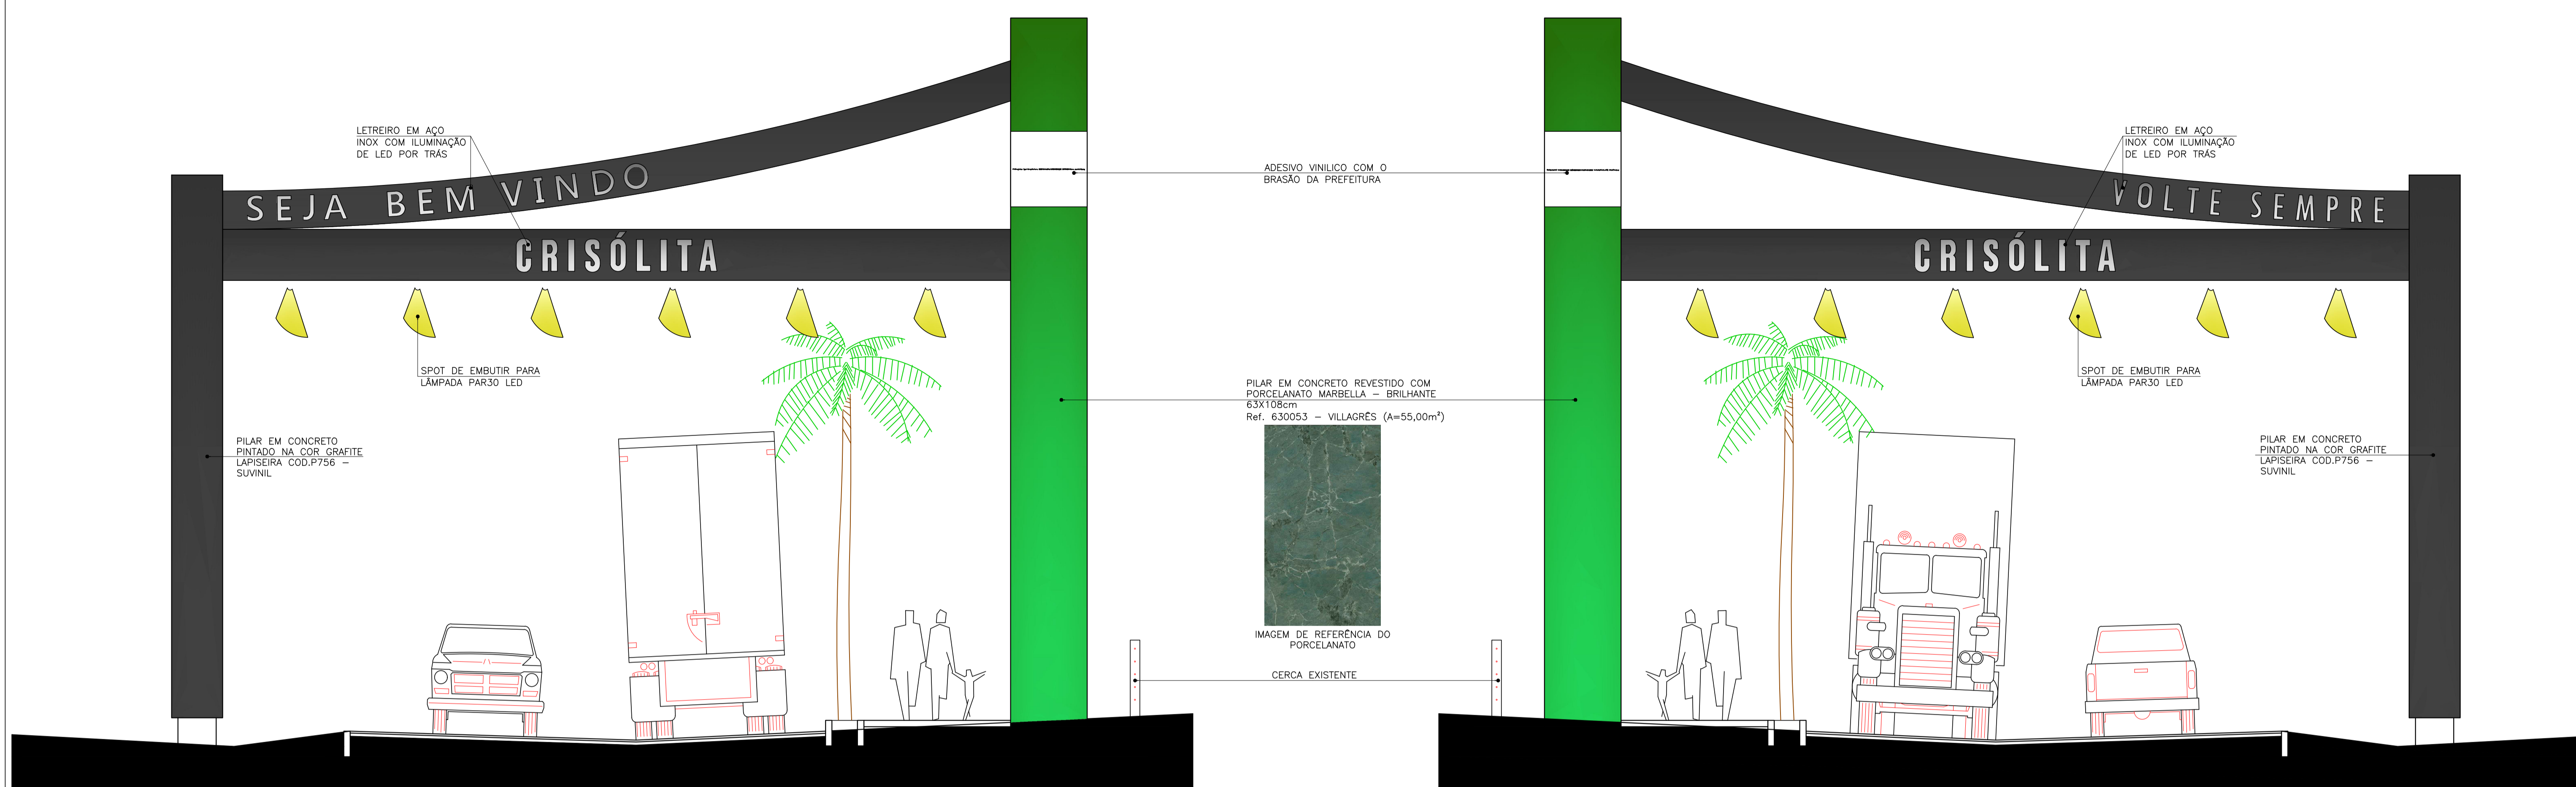 LETREIRO EM AÇO
INOX COM ILUMINAÇÃO
DE LED POR TRÁS
SEJA BEM VINDO
CRISÓLITA
SPOT DE EMBUTIR PARA
LÂMPADA PAR30 LED
PILAR EM CONCRETO
PINTADO NA COR GRAFITE
LAPISEIRA COD.P756 –
SUVINIL
ADESIVO VINILICO COM O
BRASÃO DA PREFEITURA
PILAR EM CONCRETO REVESTIDO COM
PORCELANATO MARBELLA – BRILHANTE
63X108cm
Ref. 630053 – VILLAGRÊS (A=55,00m²)
IMAGEM DE REFERÊNCIA DO
PORCELANATO
CERCA EXISTENTE
LETREIRO EM AÇO
INOX COM ILUMINAÇÃO
DE LED POR TRÁS
VOLTE SEMPRE
CRISÓLITA
SPOT DE EMBUTIR PARA
LÂMPADA PAR30 LED
PILAR EM CONCRETO
PINTADO NA COR GRAFITE
LAPISEIRA COD.P756 –
SUVINIL